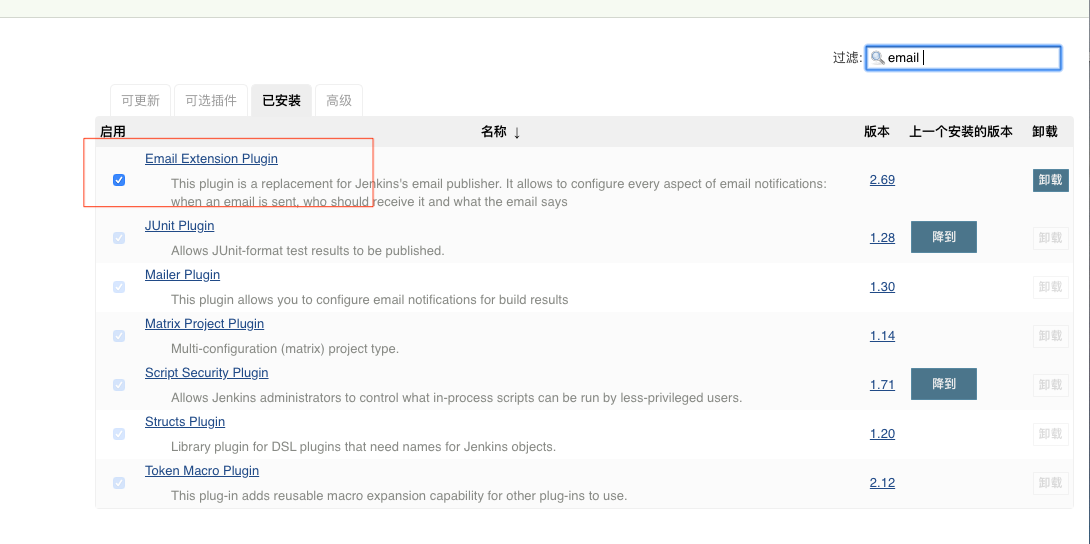 过滤: email
可更新 可选插件 已安装 高级
启用 名称 ↓ 版本 上一个安装的版本 卸载
Email Extension Plugin
This plugin is a replacement for Jenkins's email publisher. It allows to configure every aspect of email notifications:
when an email is sent, who should receive it and what the email says
2.69 卸载
JUnit Plugin
Allows JUnit-format test results to be published.
1.28 降到 卸载
Mailer Plugin
This plugin allows you to configure email notifications for build results
1.30 卸载
Matrix Project Plugin
Multi-configuration (matrix) project type.
1.14 卸载
Script Security Plugin
Allows Jenkins administrators to control what in-process scripts can be run by less-privileged users.
1.71 降到 卸载
Structs Plugin
Library plugin for DSL plugins that need names for Jenkins objects.
1.20 卸载
Token Macro Plugin
This plug-in adds reusable macro expansion capability for other plug-ins to use.
2.12 卸载